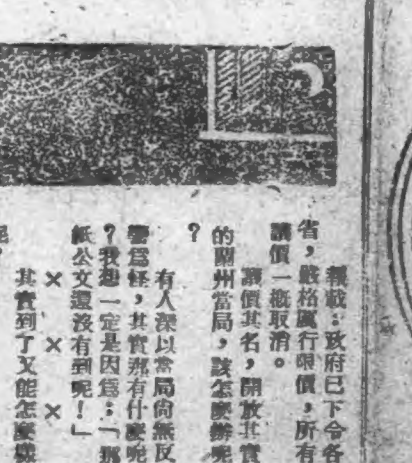 報載：政府已下令各
省，嚴格厲行限價，所有
議價一概取消。
議價其名，開放其實
的蘭州當局，該怎麼辦呢
？
有人深以當局尚無反
響爲怪，其實那有什麼呢
？我想一定是因爲：「那
紙公文還沒有到呢！」
× × ×
其實到了又能怎麼樣
呢？